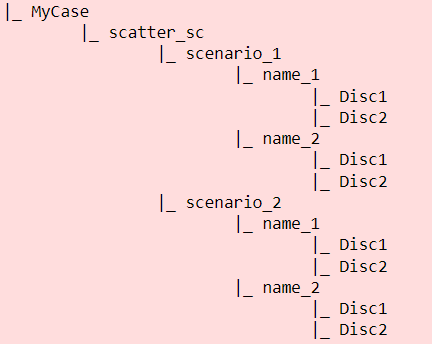 |_ MyCase
|_ scatter_sc
|_ scenario_1
|_ name_1
|_ Disc1
|_ Disc2
|_ name_2
|_ Disc1
|_ Disc2
|_ scenario_2
|_ name_1
|_ Disc1
|_ Disc2
|_ name_2
|_ Disc1
|_ Disc2